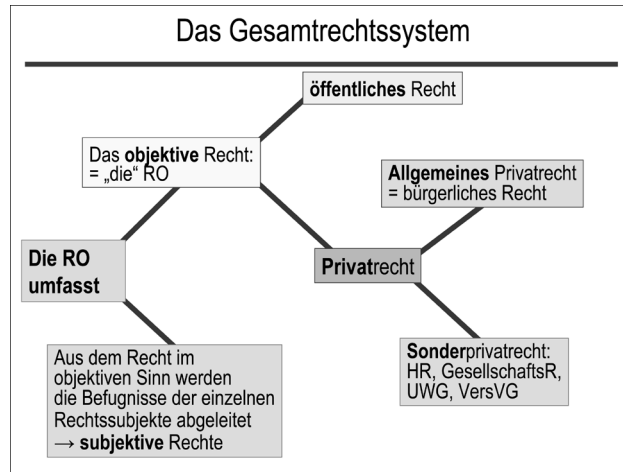 Das Gesamtrechtssystem
öffentliches Recht
Das objektive Recht:
= „die“ RO
Allgemeines Privatrecht
= bürgerliches Recht
Die RO
umfasst
Privatrecht
Aus dem Recht im
objektiven Sinn werden
die Befugnisse der einzelnen
Rechtssubjekte abgeleitet
→ subjektive Rechte
Sonderprivatrecht:
HR, GesellschaftsR,
UWG, VersVG